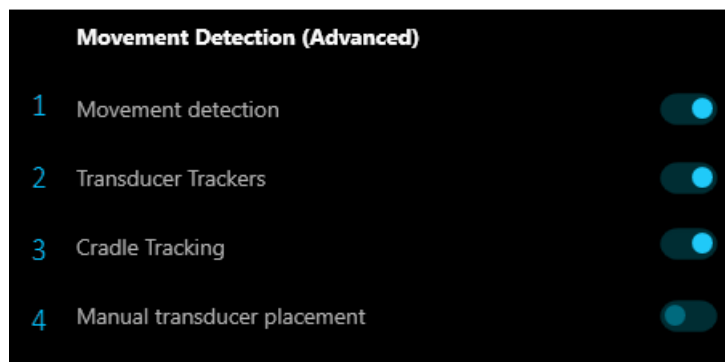 Movement Detection (Advanced)
1 Movement detection
2 Transducer Trackers
3 Cradle Tracking
4 Manual transducer placement